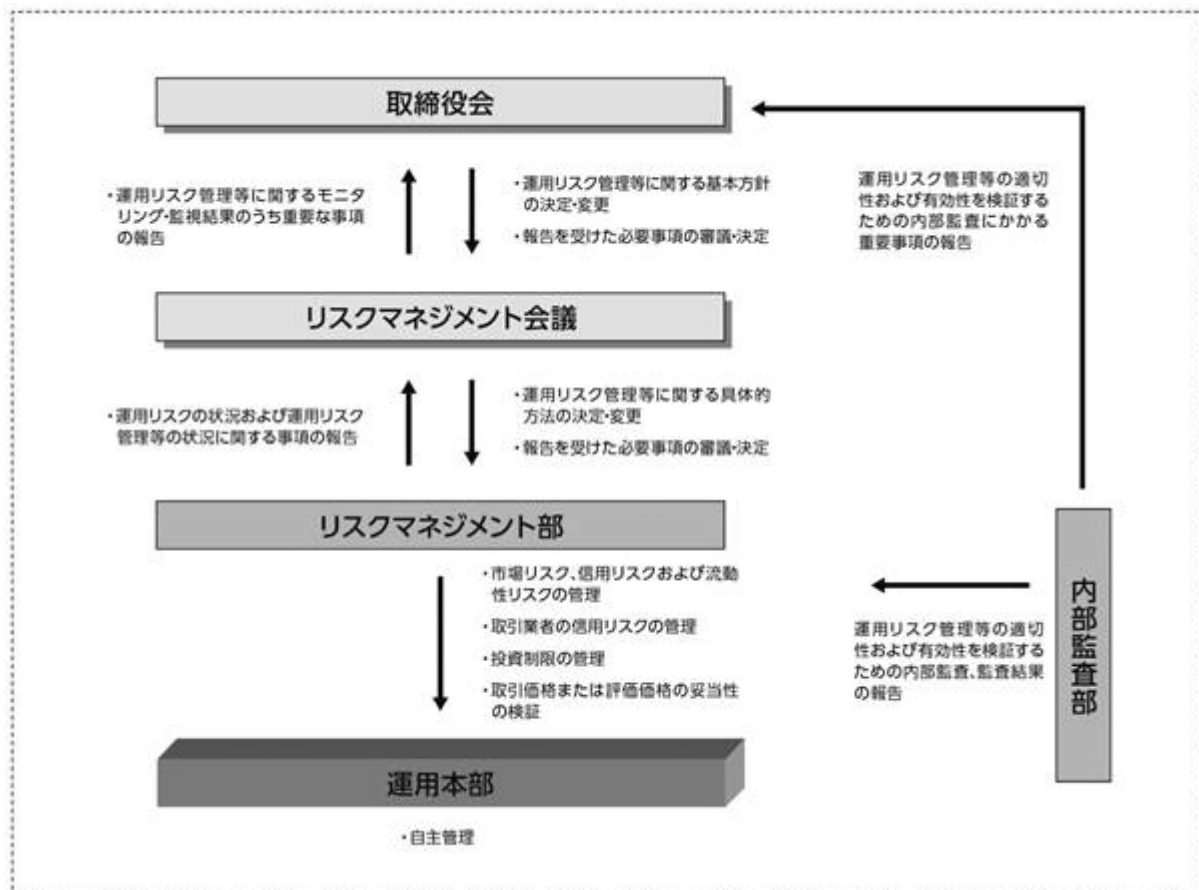 取締役会
・運用リスク管理等に関するモニタ
リング・監視結果のうち重要な事項
の報告
・運用リスク管理等に関する基本方針
の決定・変更
・報告を受けた必要事項の審議・決定
運用リスク管理等の適切
性および有効性を検証する
ための内部監査にかかる
重要事項の報告
リスクマネジメント会議
・運用リスクの状況および運用リスク
管理等の状況に関する事項の報告
・運用リスク管理等に関する具体的
方法の決定・変更
・報告を受けた必要事項の審議・決定
リスクマネジメント部
・市場リスク、信用リスクおよび流動
性リスクの管理
・取引業者の信用リスクの管理
・投資制限の管理
・取引価格または評価価格の妥当性
の検証
運用リスク管理等の適切
性および有効性を検証する
ための内部監査、監査結果
の報告
内部監査部
運用本部
・自主管理